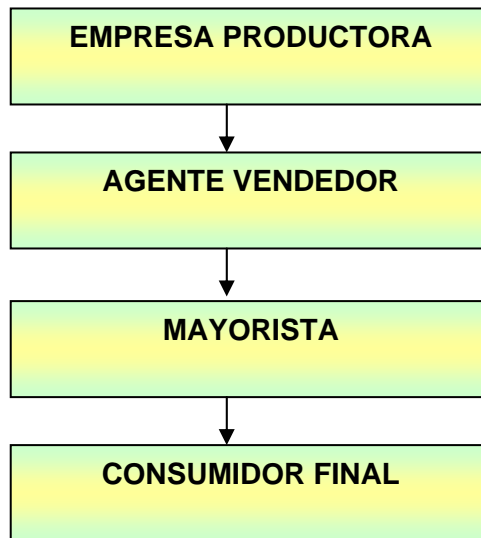 EMPRESA PRODUCTORA
AGENTE VENDEDOR
MAYORISTA
CONSUMIDOR FINAL